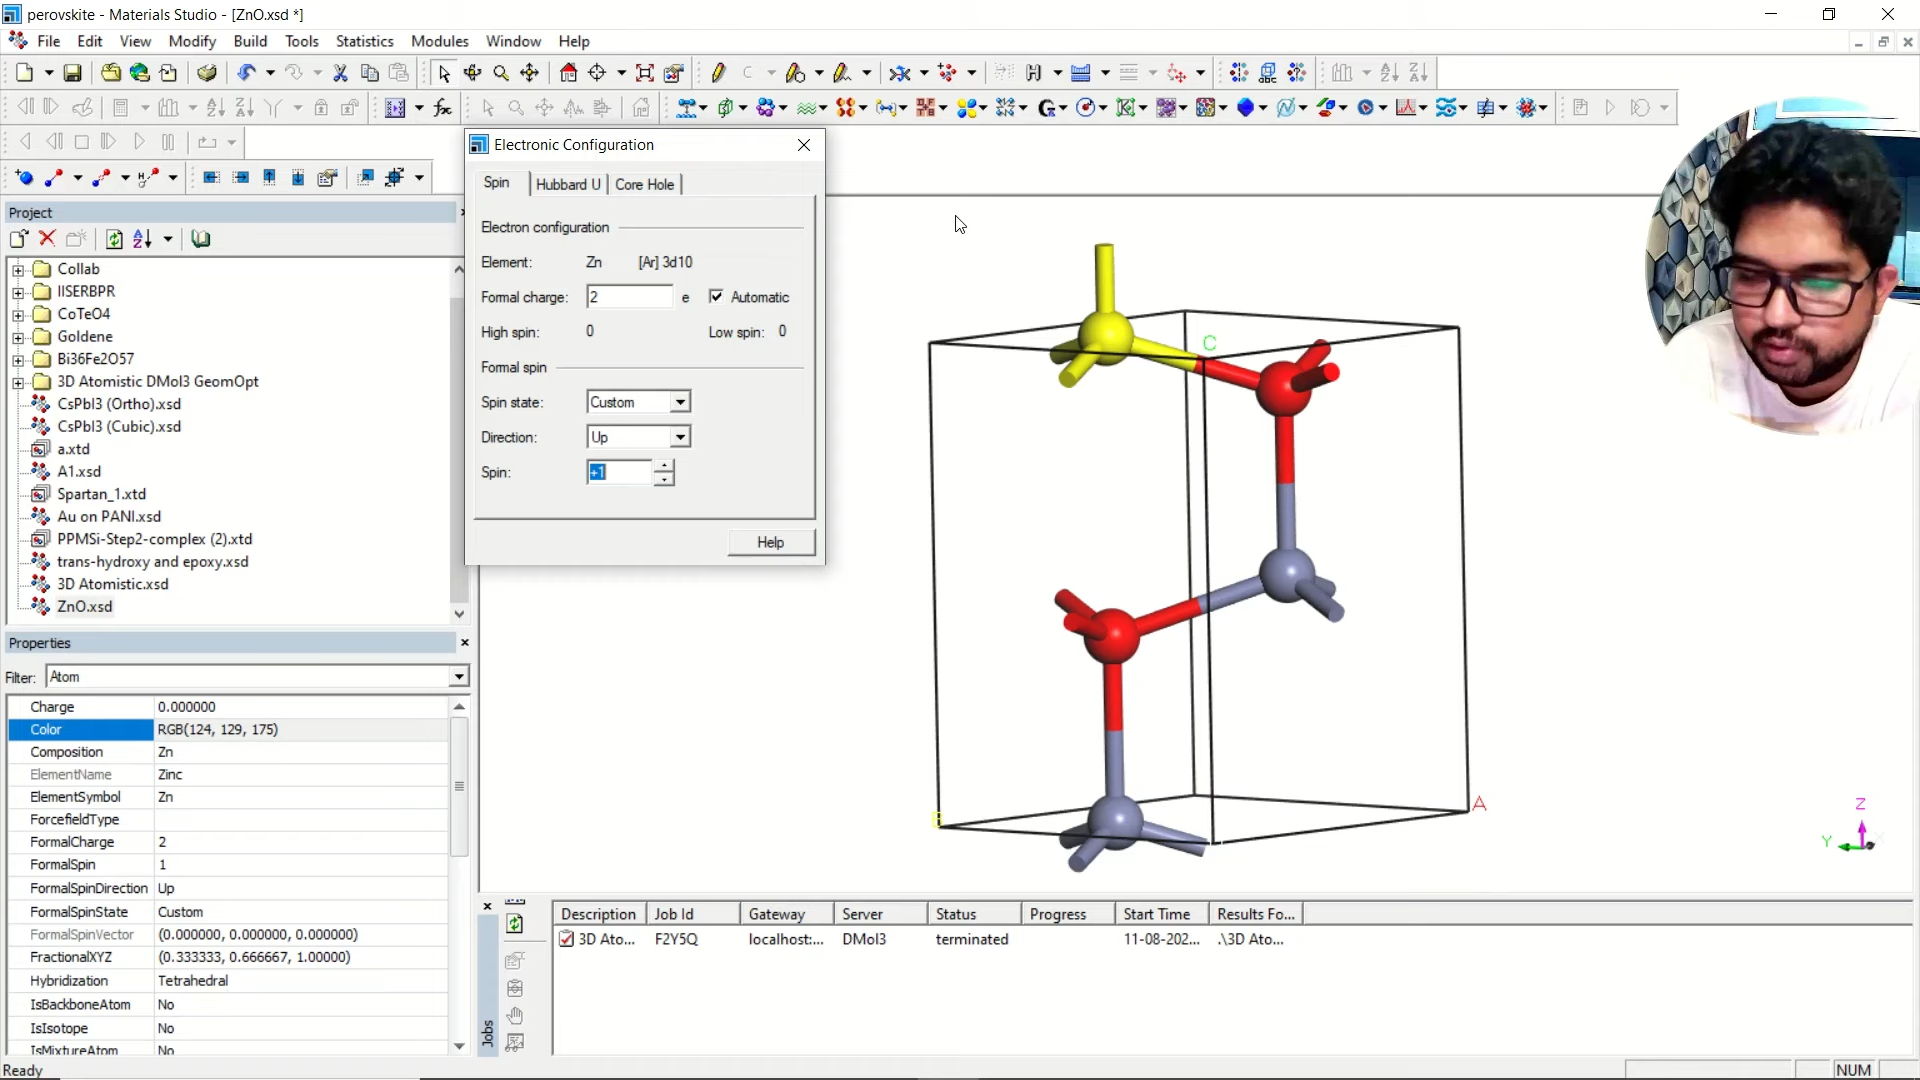 perovskite - Materials Studio - [ZnO.xsd *]
File Edit View Modify Build Tools Statistics Modules Window Help
Electronic Configuration
Spin Hubbard U Core Hole
Electron configuration
Element: Zn [Ar] 3d10
Formal charge: 2 e Automatic
High spin: 0 Low spin: 0
Formal spin
Spin state: Custom
Direction: Up
Spin: +1
Help
Project
Collab
IISERBPR
CoTeO4
Goldene
Bi36Fe2O57
3D Atomistic DMol3 GeomOpt
CsPbI3 (Ortho).xsd
CsPbI3 (Cubic).xsd
a.xtd
A1.xsd
Spartan_1.xtd
Au on PANI.xsd
PPMSi-Step2-complex (2).xtd
trans-hydroxy and epoxy.xsd
3D Atomistic.xsd
ZnO.xsd
Properties
Filter: Atom
Charge 0.000000
Color RGB(124, 129, 175)
Composition Zn
ElementName Zinc
ElementSymbol Zn
ForcefieldType
FormalCharge 2
FormalSpin 1
FormalSpinDirection Up
FormalSpinState Custom
FormalSpinVector (0.000000, 0.000000, 0.000000)
FractionalXYZ (0.333333, 0.666667, 1.00000)
Hybridization Tetrahedral
IsBackboneAtom No
IsIsotope No
IsMixtureAtom No
C
A
Z
Y
Jobs
Description Job Id Gateway Server Status Progress Start Time Results Fo...
3D Ato... F2Y5Q localhost:... DMol3 terminated 11-08-202... .\3D Ato...
Ready
NUM